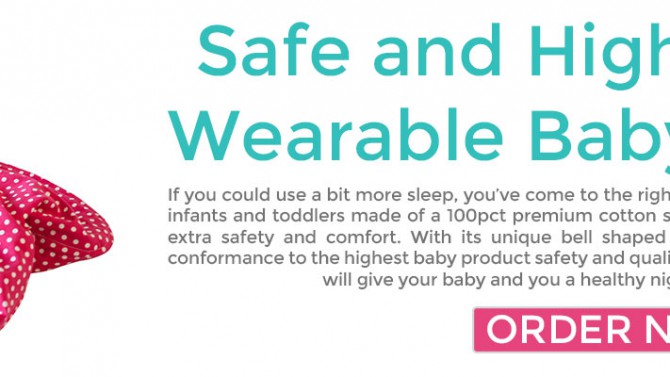 Safe and High
Wearable Baby
If you could use a bit more sleep, you've come to the righ
infants and toddlers made of a 100pct premium cotton s
extra safety and comfort. With its unique bell shaped
conformance to the highest baby product safety and quali
will give your baby and you a healthy nig
ORDER N